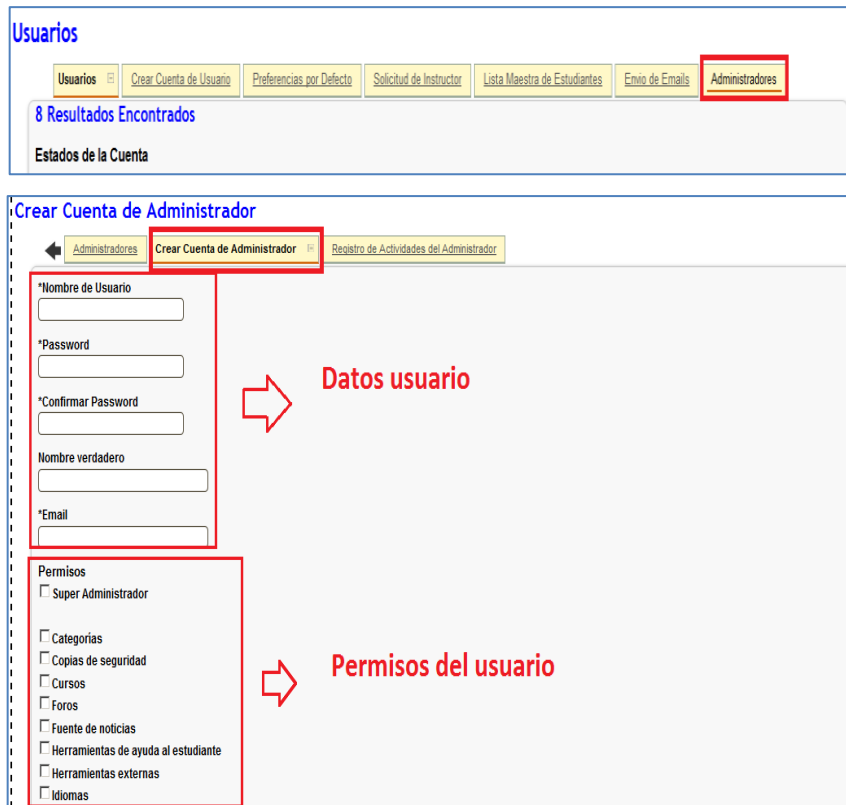 Usuarios
Usuarios Crear Cuenta de Usuario Preferencias por Defecto Solicitud de Instructor Lista Maestra de Estudiantes Envio de Emails Administradores
8 Resultados Encontrados
Estados de la Cuenta
Crear Cuenta de Administrador
Administradores Crear Cuenta de Administrador Registro de Actividades del Administrador
*Nombre de Usuario
*Password
Datos usuario
*Confirmar Password
Nombre verdadero
*Email
Permisos
Super Administrador
Categorías
Copias de seguridad
Permisos del usuario
Cursos
Foros
Fuente de noticias
Herramientas de ayuda al estudiante
Herramientas externas
Idiomas